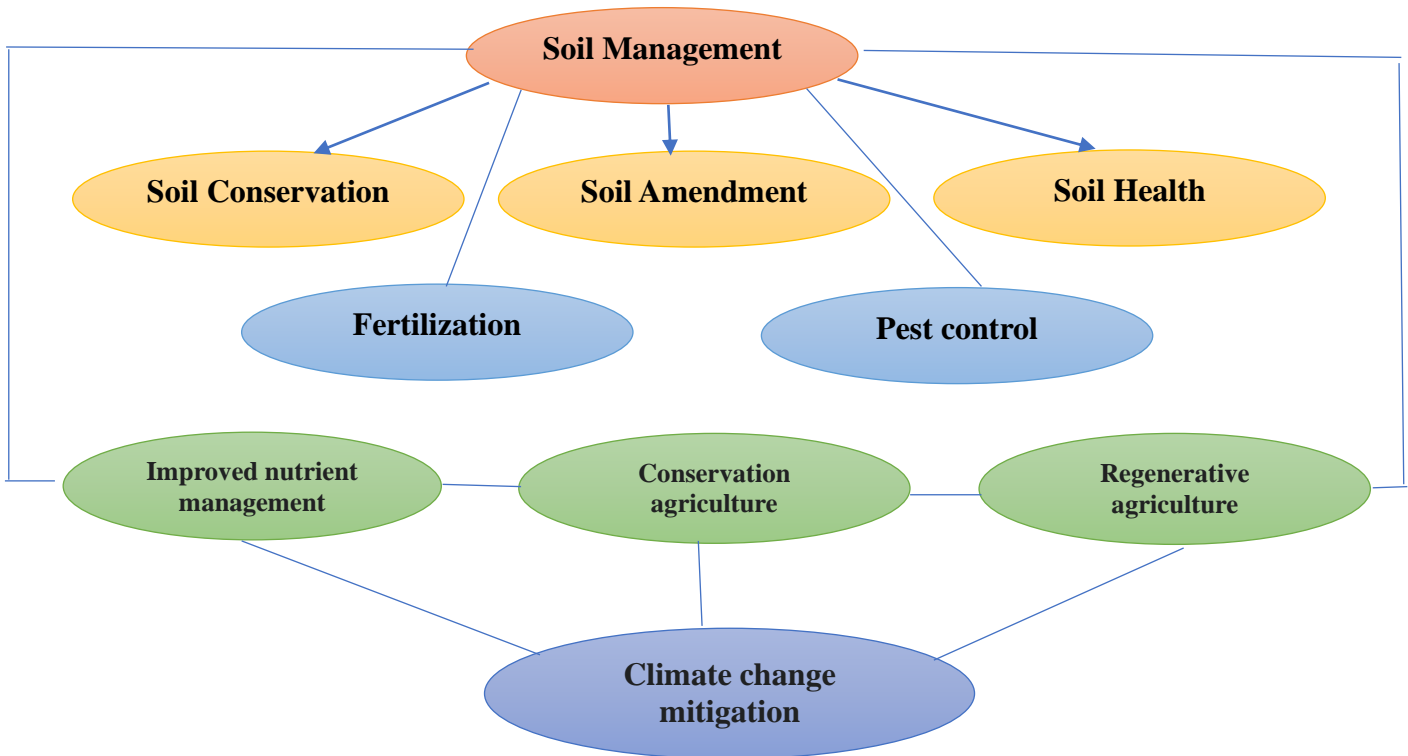 Soil Management
Soil Conservation
Soil Amendment
Soil Health
Fertilization
Pest control
Improved nutrient
management
Conservation
agriculture
Regenerative
agriculture
Climate change
mitigation